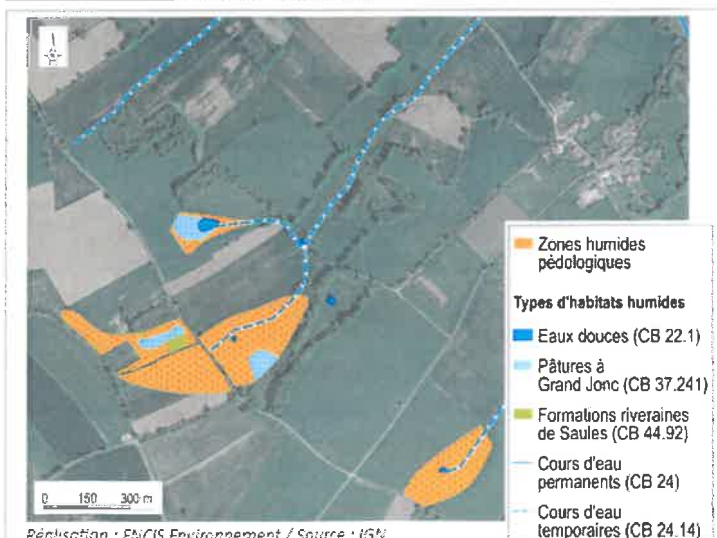 Zones humides
pédologiques
Types d'habitats humides
Eaux douces (CB 22.1)
Pâtures à
Grand Jonc (CB 37.241)
Formations riveraines
de Saules (CB 44.92)
Cours d'eau
permanents (CB 24)
Cours d'eau
temporaires (CB 24.14)
0 150 300 m
Réalisation : ENCIS Environnement / Source : IGN